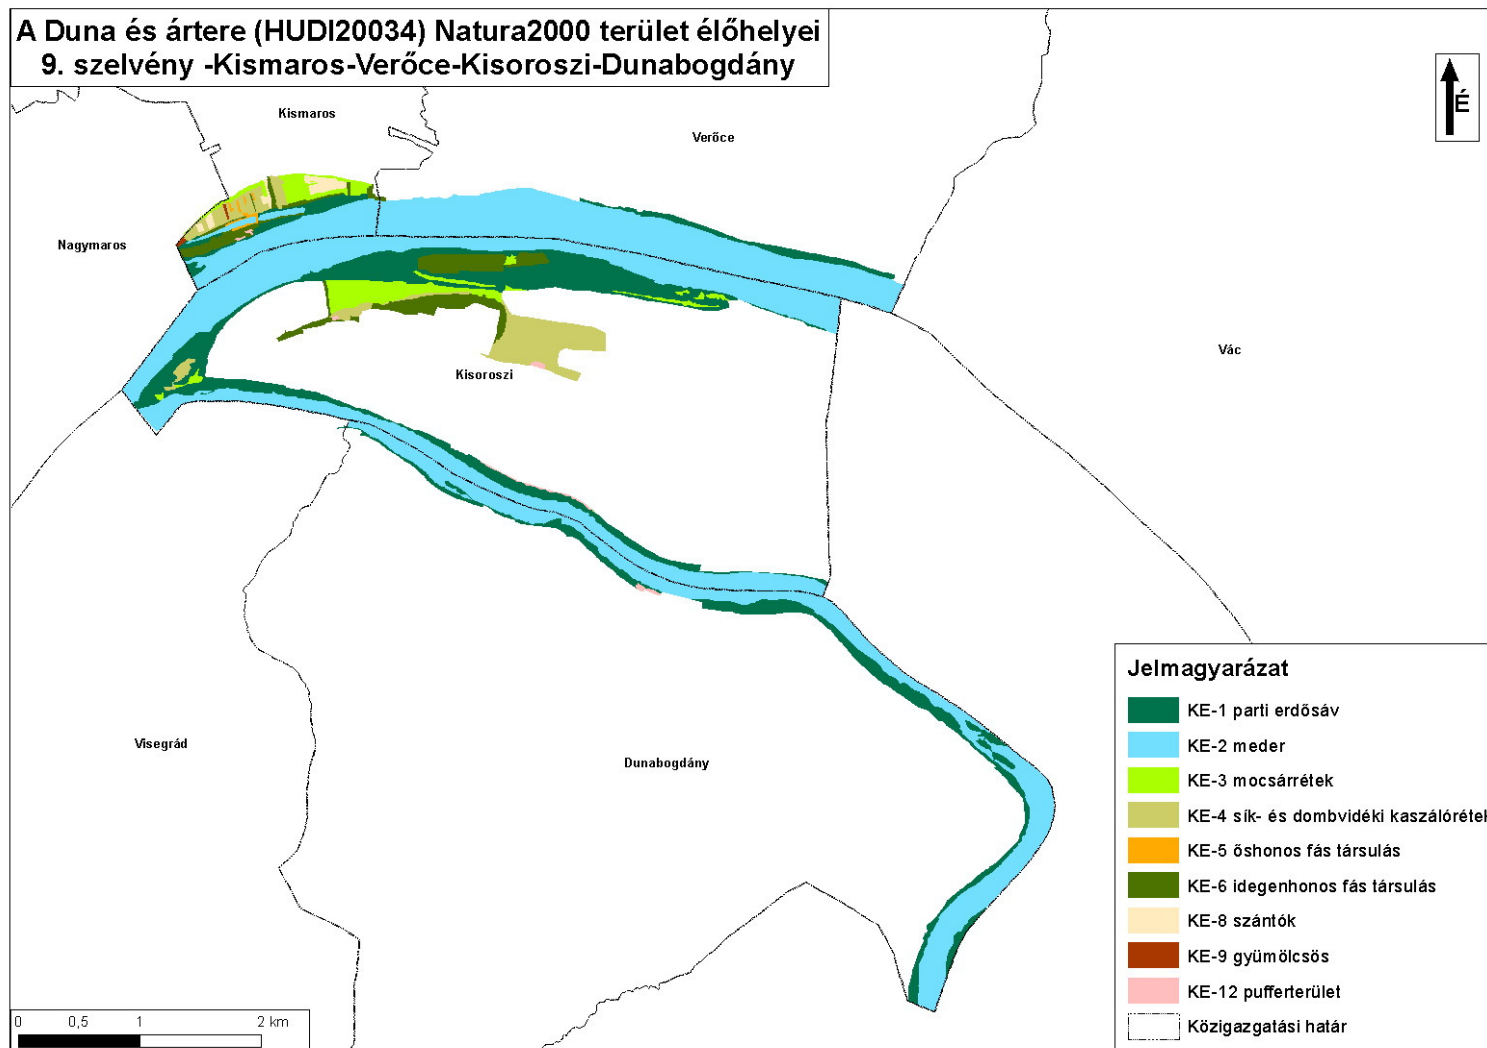 A Duna és ártere (HUDI20034) Natura2000 terület élőhelyei
9. szelvény -Kismaros-Verőce-Kisoroszi-Dunabogdány
É
Kismaros
Verőce
Nagymaros
Vác
Kisoroszi
Visegrád
Dunabogdány
Jelmagyarázat
KE-1 parti erdősáv
KE-2 meder
KE-3 mocsárrétek
KE-4 sík- és dombvidéki kaszálórétek
KE-5 őshonos fás társulás
KE-6 idegenhonos fás társulás
KE-8 szántók
KE-9 gyümölcsös
KE-12 pufferterület
Közigazgatási határ
0 0,5 1 2 km